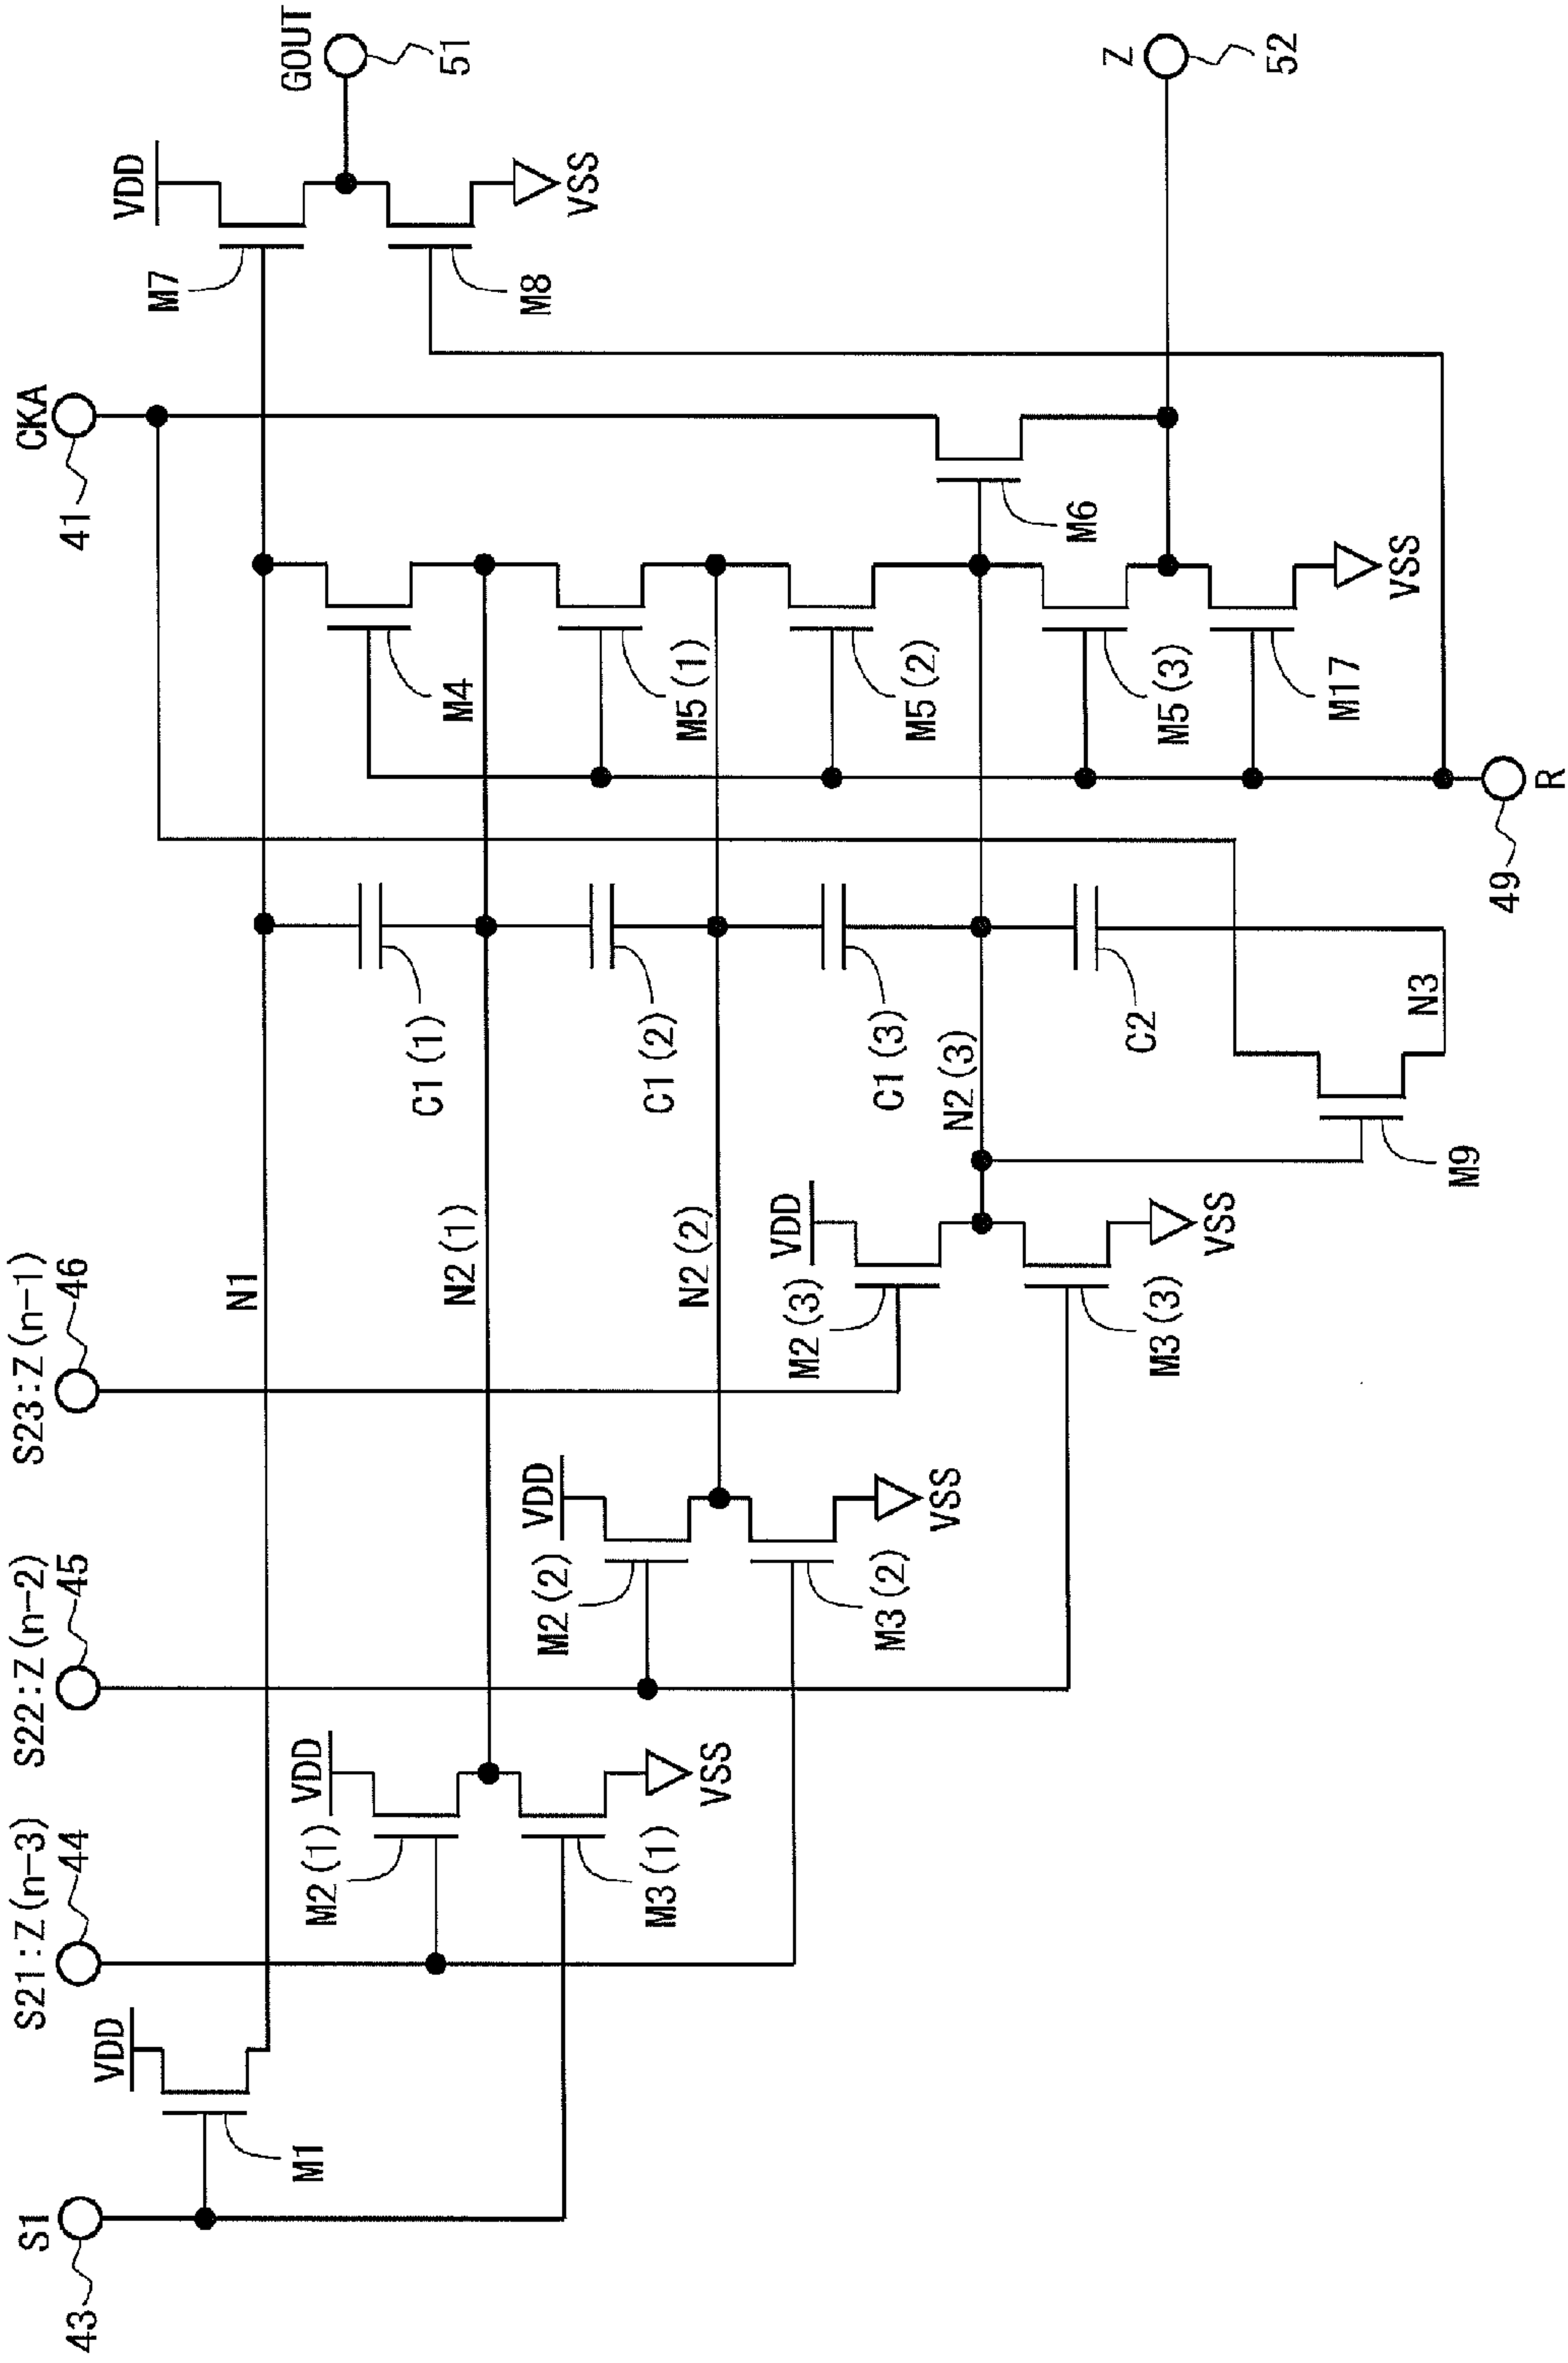 S1
43
VDD
M1
S21:Z(n-3)
44
VDD
M2(1)
M3(1)
VSS
S22:Z(n-2)
45
VDD
M2(2)
M3(2)
VSS
S23:Z(n-1)
46
VDD
M2(3)
M3(3)
VSS
N1
N2(1)
N2(2)
N2(3)
M9
N3
C1(1)
C1(2)
C1(3)
C2
CKA
41
M4
M5(1)
M5(2)
M5(3)
M17
VSS
M6
R
49
VDD
M7
M8
VSS
GOUT
51
Z
52